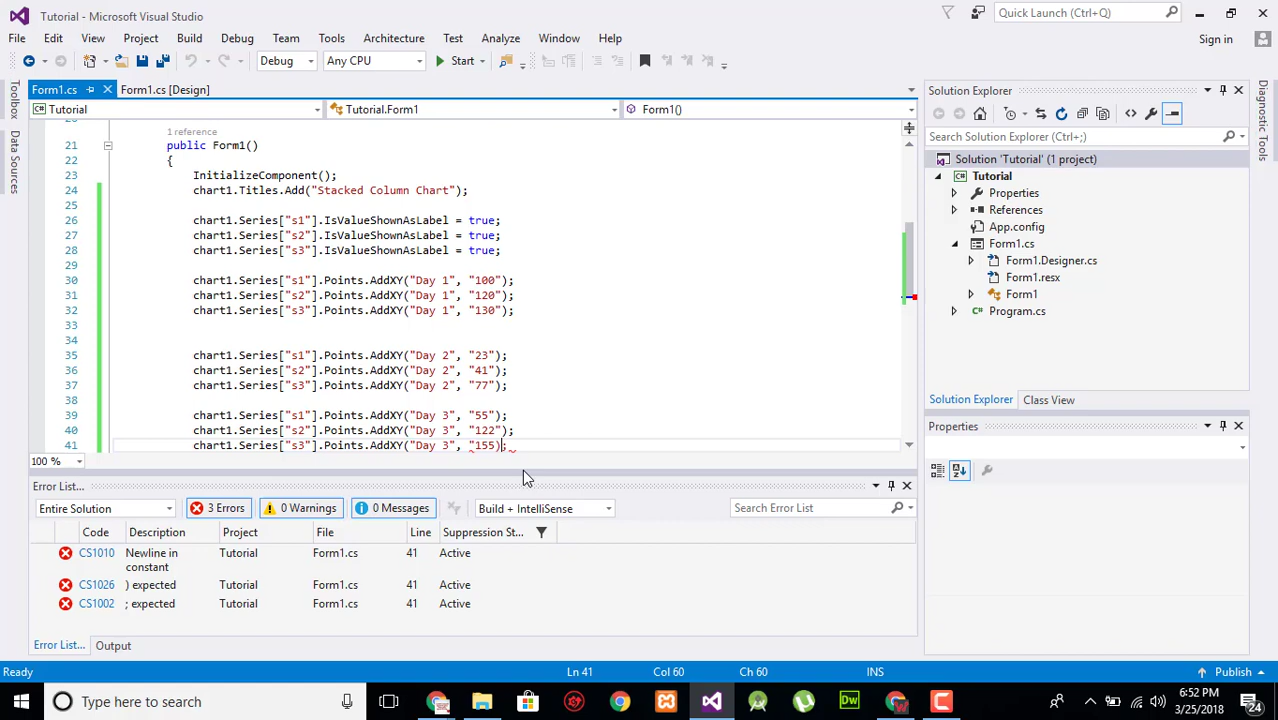 Tutorial - Microsoft Visual Studio
Quick Launch (Ctrl+Q)
File Edit View Project Build Debug Team Tools Architecture Test Analyze Window Help
Sign in
Debug Any CPU Start
Toolbox
Data Sources
Form1.cs Form1.cs [Design]
Tutorial Tutorial.Form1 Form1()
1 reference
21 public Form1()
22 {
23 InitializeComponent();
24 chart1.Titles.Add("Stacked Column Chart");
26 chart1.Series["s1"].IsValueShownAsLabel = true;
27 chart1.Series["s2"].IsValueShownAsLabel = true;
28 chart1.Series["s3"].IsValueShownAsLabel = true;
29
30 chart1.Series["s1"].Points.AddXY("Day 1", "100");
31 chart1.Series["s2"].Points.AddXY("Day 1", "120");
32 chart1.Series["s3"].Points.AddXY("Day 1", "130");
33
34
35 chart1.Series["s1"].Points.AddXY("Day 2", "23");
36 chart1.Series["s2"].Points.AddXY("Day 2", "41");
37 chart1.Series["s3"].Points.AddXY("Day 2", "77");
38
39 chart1.Series["s1"].Points.AddXY("Day 3", "55");
40 chart1.Series["s2"].Points.AddXY("Day 3", "122");
41 chart1.Series["s3"].Points.AddXY("Day 3", "155);
100 %
Error List...
Entire Solution 3 Errors 0 Warnings 0 Messages Build + IntelliSense Search Error List
Code Description Project File Line Suppression St...
CS1010 Newline in constant Tutorial Form1.cs 41 Active
CS1026 ) expected Tutorial Form1.cs 41 Active
CS1002 ; expected Tutorial Form1.cs 41 Active
Error List... Output
Solution Explorer
Search Solution Explorer (Ctrl+;)
Solution 'Tutorial' (1 project)
Tutorial
Properties
References
App.config
Form1.cs
Form1.Designer.cs
Form1.resx
Form1
Program.cs
Solution Explorer Class View
Properties
Diagnostic Tools
Ready Ln 41 Col 60 Ch 60 INS Publish
Type here to search
Dw
6:52 PM
3/25/2018
24